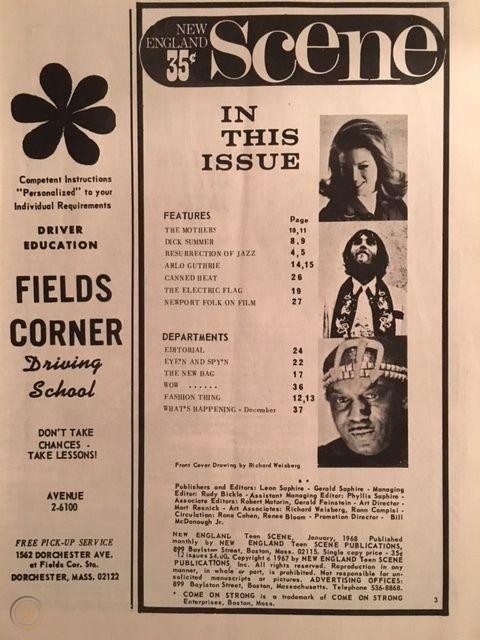 Competent Instructions
"Personalized" to your
Individual Requirements
DRIVER
EDUCATION
FIELDS
CORNER
Driving
School
DON'T TAKE
CHANCES -
TAKE LESSONS!
AVENUE
2-6100
FREE PICK-UP SERVICE
1562 DORCHESTER AVE.
at Fields Cor. Sta.
DORCHESTER, MASS. 02122
NEW
ENGLAND
35¢
Scene
IN
THIS
ISSUE
FEATURES Page
THE MOTHERS 10,11
DICK SUMMER 8,9
RESURRECTION OF JAZZ 4,5
ARLO GUTHRIE 14,15
CANNED HEAT 26
THE ELECTRIC FLAG 19
NEWPORT FOLK ON FILM 27
DEPARTMENTS
EDITORIAL 24
EYE'N AND SPY'N 22
THE NEW BAG 17
WOW ...... 36
FASHION THING 12,13
WHAT'S HAPPENING - December 37
Front Cover Drawing by Richard Weisberg
Publishers and Editors: Leon Saphire - Gerald Saphire - Managing
Editor: Rudy Bickle - Assistant Managing Editor: Phyllis Saphire -
Associate Editors: Robert Matorin, Gerald Feinstein - Art Director -
Mort Resnick - Art Associates: Richard Weisberg, Ronn Campisi -
Circulation: Rona Cohen, Renee Bloom - Promotion Director - Bill
McDonaugh Jr.
NEW ENGLAND Teen SCENE, January, 1968 Published
monthly by NEW ENGLAND Teen SCENE PUBLICATIONS,
899 Boylston Street, Boston, Mass. 02115. Single copy price - 35¢
12 issues $4.00. Copyright © 1967 by NEW ENGLAND Teen SCENE
PUBLICATIONS, Inc. All rights reserved. Reproduction in any
manner, in whole or part, is prohibited. Not responsible for un-
solicited manuscripts or pictures. ADVERTISING OFFICES:
899 Boylston Street, Boston, Massachusetts. Telephone 536-8868.
* COME ON STRONG is a trademark of COME ON STRONG
Enterprises, Boston, Mass.
3